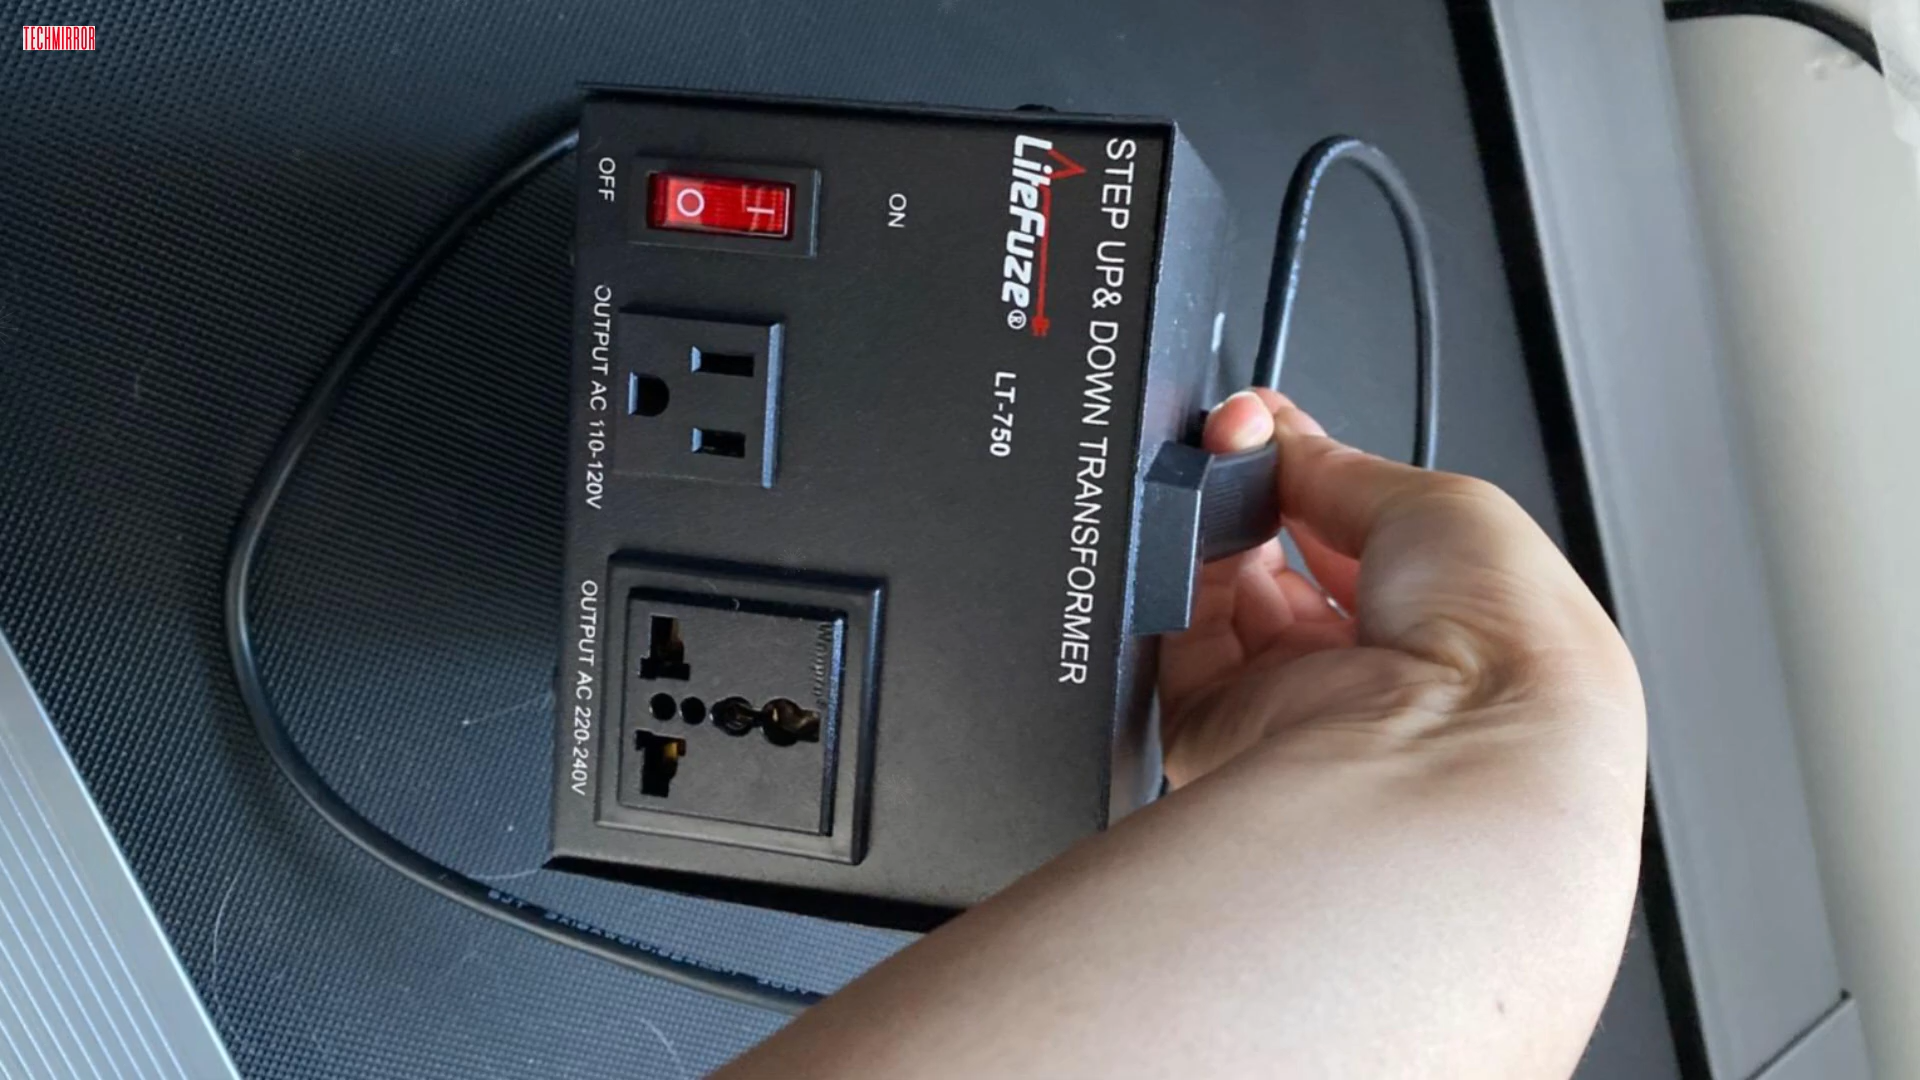 TECHMIRROR
STEP UP& DOWN TRANSFORMER
LiteFuze® LT-750
ON
OFF
OUTPUT AC 110-120V
OUTPUT AC 220-240V